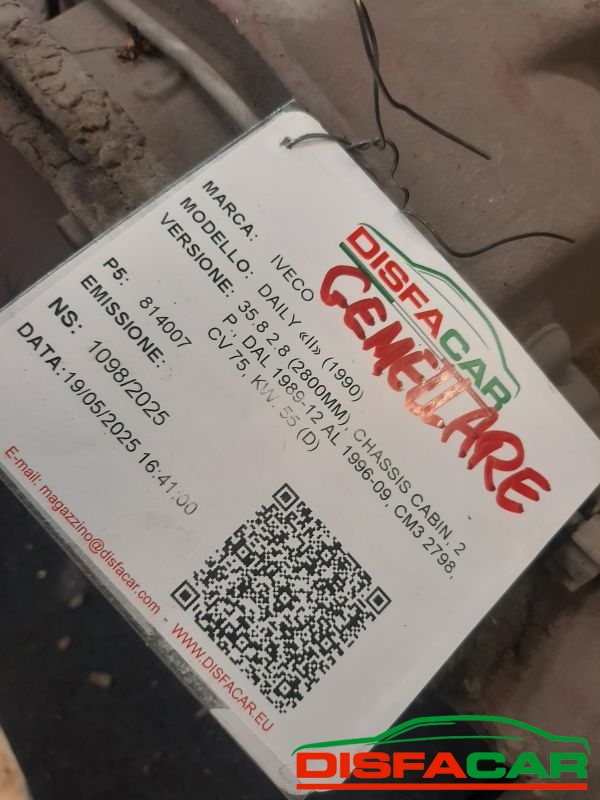 DISFACAR
GEMELLARE
MARCA: IVECO
MODELLO: DAILY «II» (1990)
VERSIONE: 35.8 2.8 (2800MM), CHASSIS CABIN, 2
P., DAL 1989-12 AL 1996-09, CM3 2798,
CV 75, KW. 55 (D)
P5: 814007
EMISSIONE:
NS: 1098/2025
DATA:19/05/2025 16:41:00
E-mail: magazzino@disfacar.com - WWW.DISFACAR.EU
DISFACAR